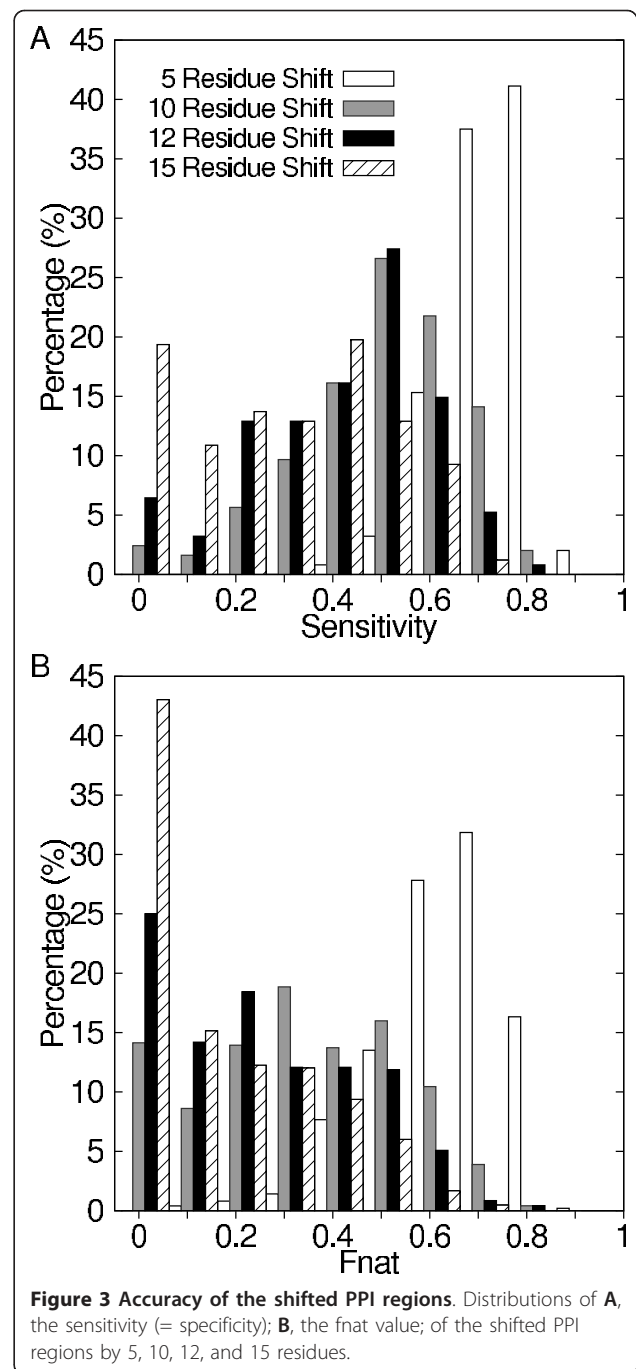 A
45
40
35
30
25
20
15
10
5
0
Percentage (%)
5 Residue Shift
10 Residue Shift
12 Residue Shift
15 Residue Shift
0 0.2 0.4 0.6 0.8 1
Sensitivity
B
45
40
35
30
25
20
15
10
5
0
Percentage (%)
0 0.2 0.4 0.6 0.8 1
Fnat
Figure 3 Accuracy of the shifted PPI regions. Distributions of A,
the sensitivity (= specificity); B, the fnat value; of the shifted PPI
regions by 5, 10, 12, and 15 residues.